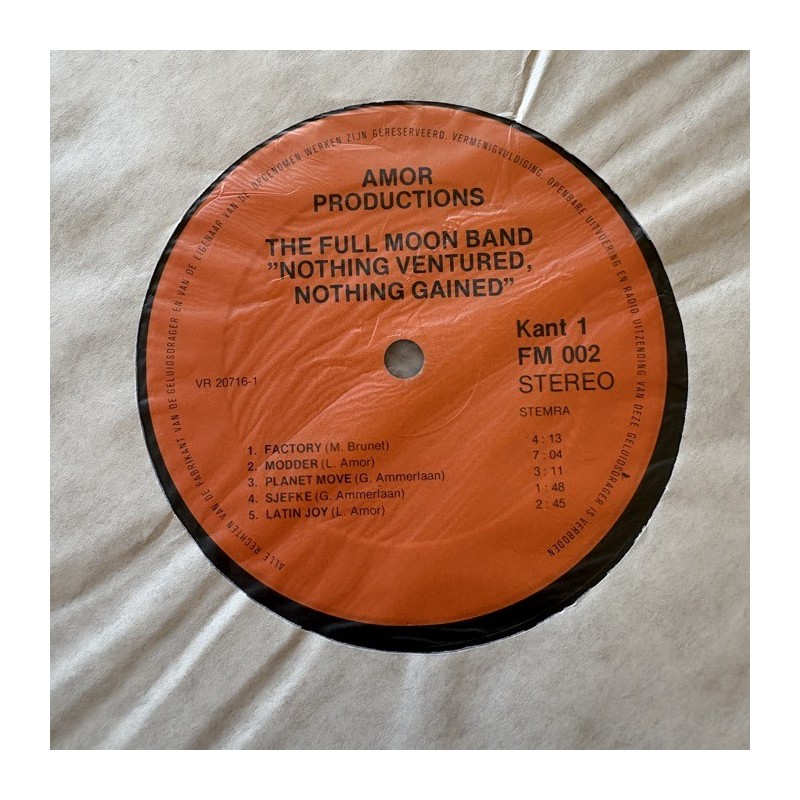 ALLE RECHTEN VAN DE FABRIKANT VAN DE GELUIDSDRAGER EN VAN DE EIGENAAR VAN DE OPGENOMEN WERKEN ZIJN GERESERVEERD. VERMENIGVULDIGING, OPENBARE UITVOERING EN RADIO UITZENDING VAN DEZE GELUIDSDRAGER IS VERBODEN
AMOR
PRODUCTIONS
THE FULL MOON BAND
"NOTHING VENTURED,
NOTHING GAINED"
Kant 1
FM 002
VR 20716-1
STEREO
STEMRA
1. FACTORY (M. Brunet) 4 : 13
2. MODDER (L. Amor) 7 : 04
3. PLANET MOVE (G. Ammerlaan) 3 : 11
4. SJEFKE (G. Ammerlaan) 1 : 48
5. LATIN JOY (L. Amor) 2 : 45